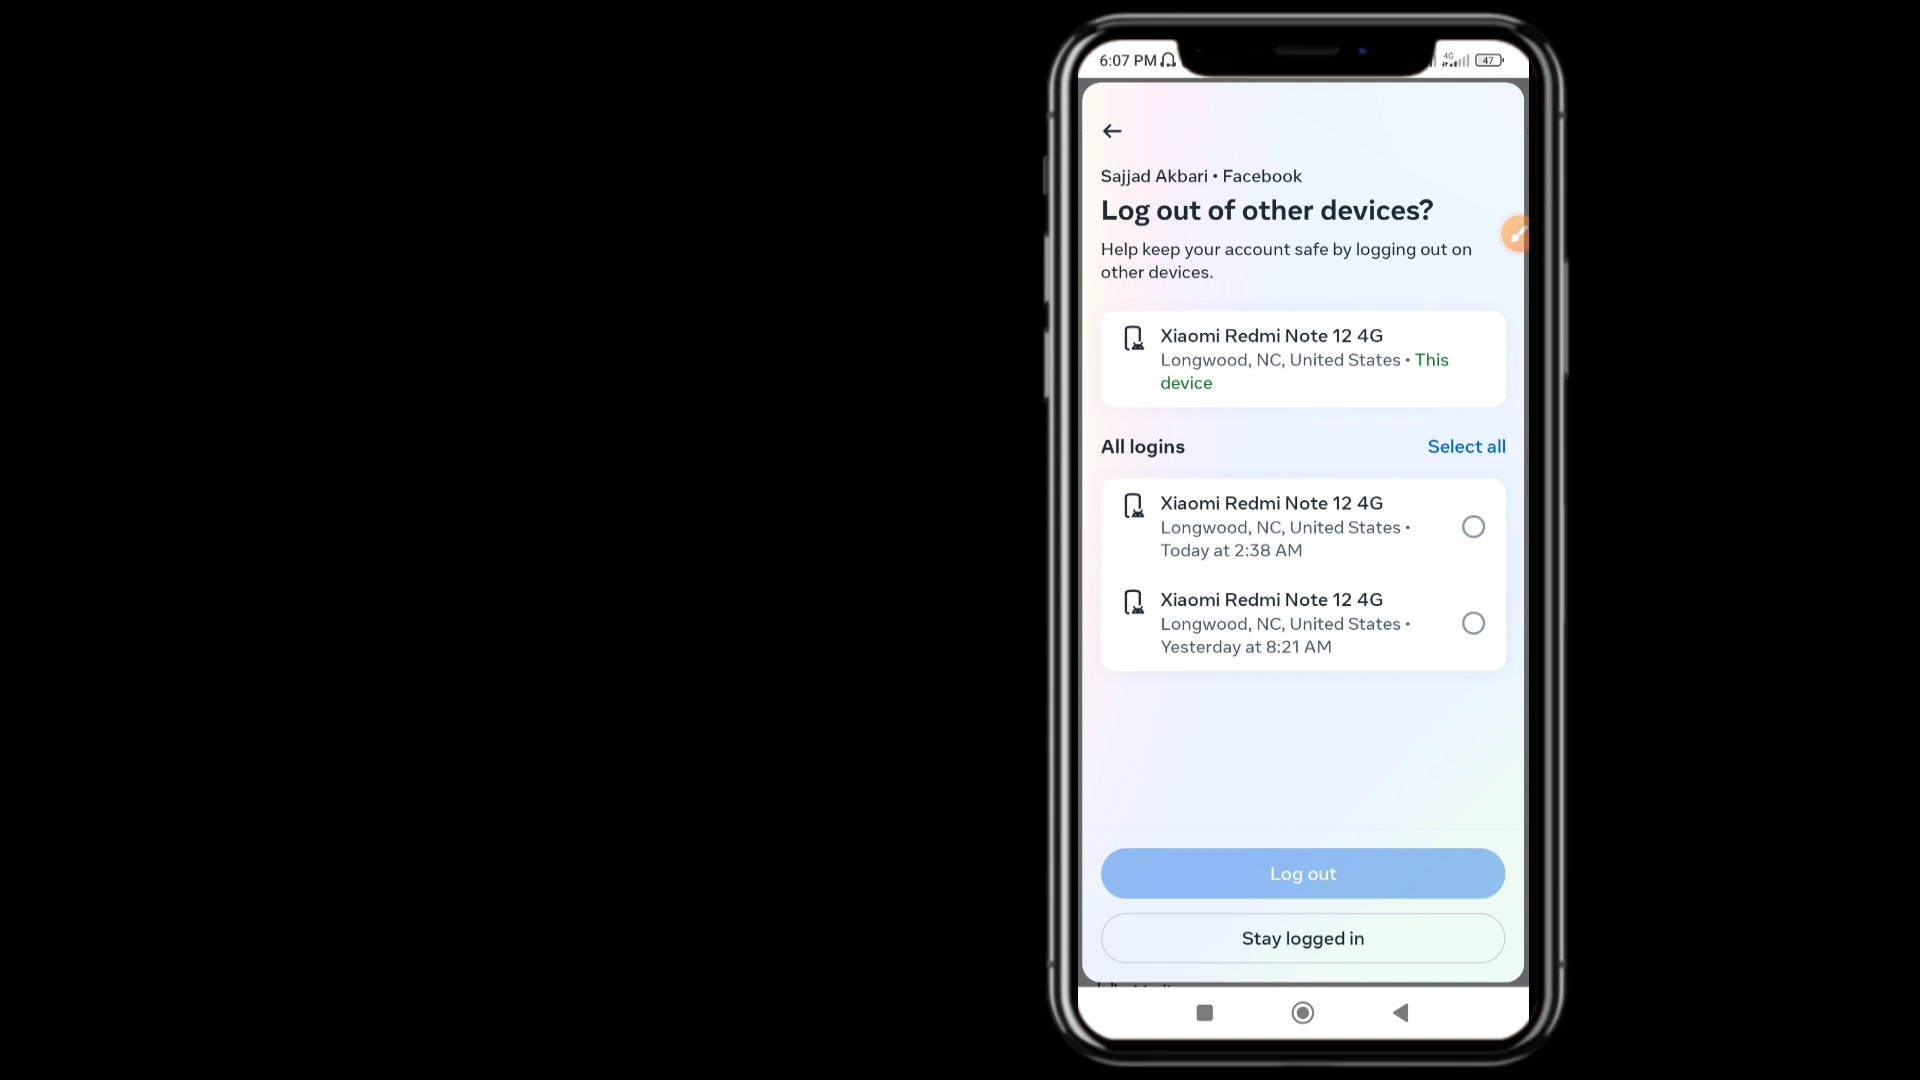 6:07 PM
4G
47
Sajjad Akbari • Facebook
Log out of other devices?
Help keep your account safe by logging out on
other devices.
Xiaomi Redmi Note 12 4G
Longwood, NC, United States • This
device
All logins
Select all
Xiaomi Redmi Note 12 4G
Longwood, NC, United States •
Today at 2:38 AM
Xiaomi Redmi Note 12 4G
Longwood, NC, United States •
Yesterday at 8:21 AM
Log out
Stay logged in